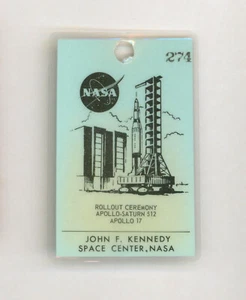 274
NASA
ROLLOUT CEREMONY
APOLLO-SATURN 512
APOLLO 17
JOHN F. KENNEDY
SPACE CENTER, NASA